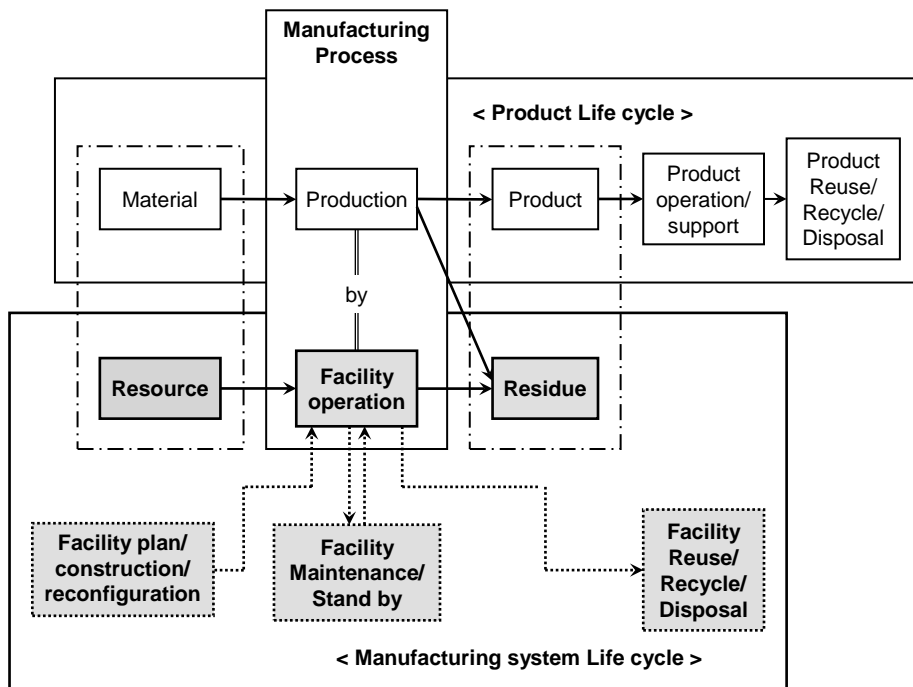 Manufacturing
Process
< Product Life cycle >
Material
Production
Product
Product
operation/
support
Product
Reuse/
Recycle/
Disposal
by
Resource
Facility
operation
Residue
Facility plan/
construction/
reconfiguration
Facility
Maintenance/
Stand by
Facility
Reuse/
Recycle/
Disposal
< Manufacturing system Life cycle >